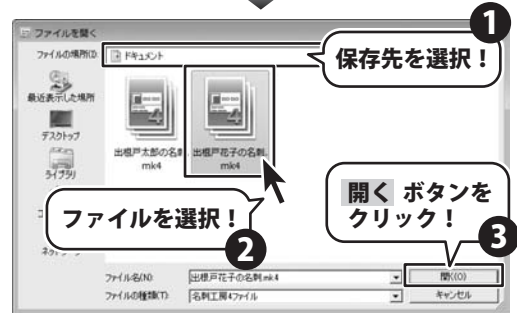 ファイルを開く
1
ファイルの場所(I):
ドキュメント
保存先を選択！
最近表示した場所
デスクトップ
ライブラリ
出根戸太郎の名刺.
mk4
出根戸花子の名刺.
mk4
4
4
ファイルを選択！
2
開く ボタンを
クリック！
3
ファイル名(N):
出根戸花子の名刺.mk4
開く(O)
ファイルの種類(T):
名刺工房4ファイル
キャンセル